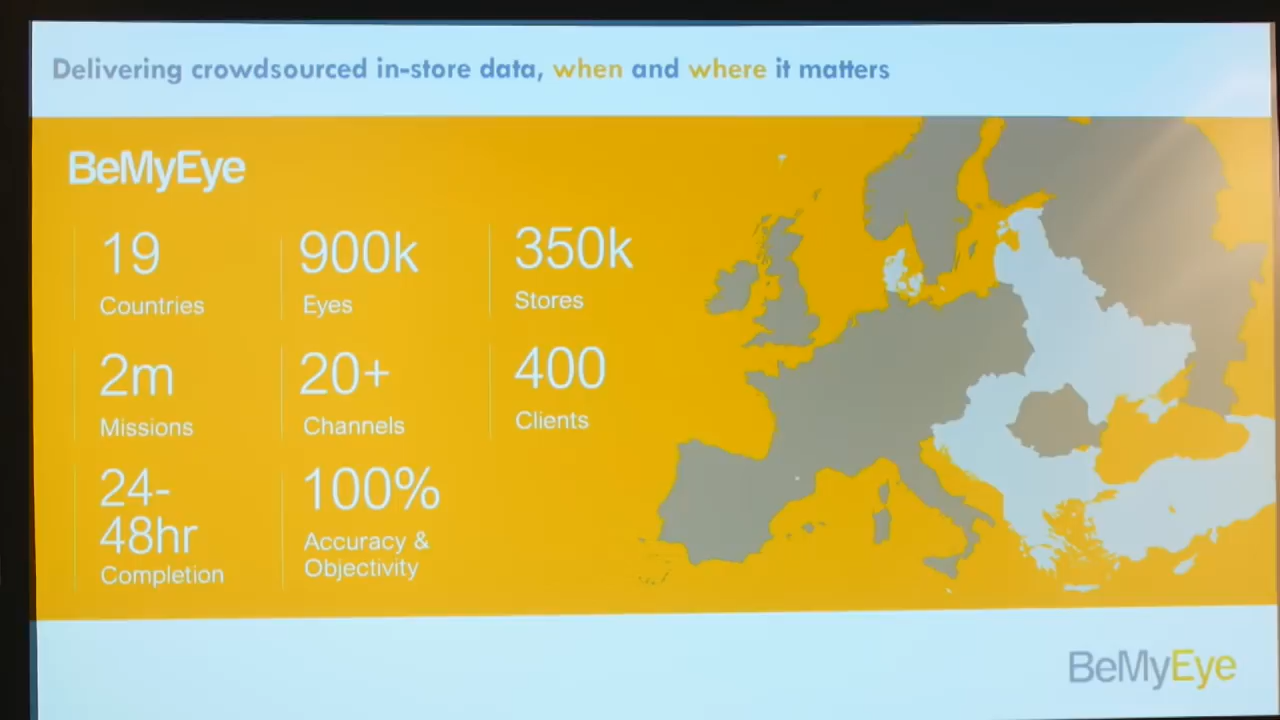 Delivering crowdsourced in-store data, when and where it matters
BeMyEye
19
Countries
900k
Eyes
350k
Stores
2m
Missions
20+
Channels
400
Clients
24-
48hr
Completion
100%
Accuracy &
Objectivity
BeMyEye